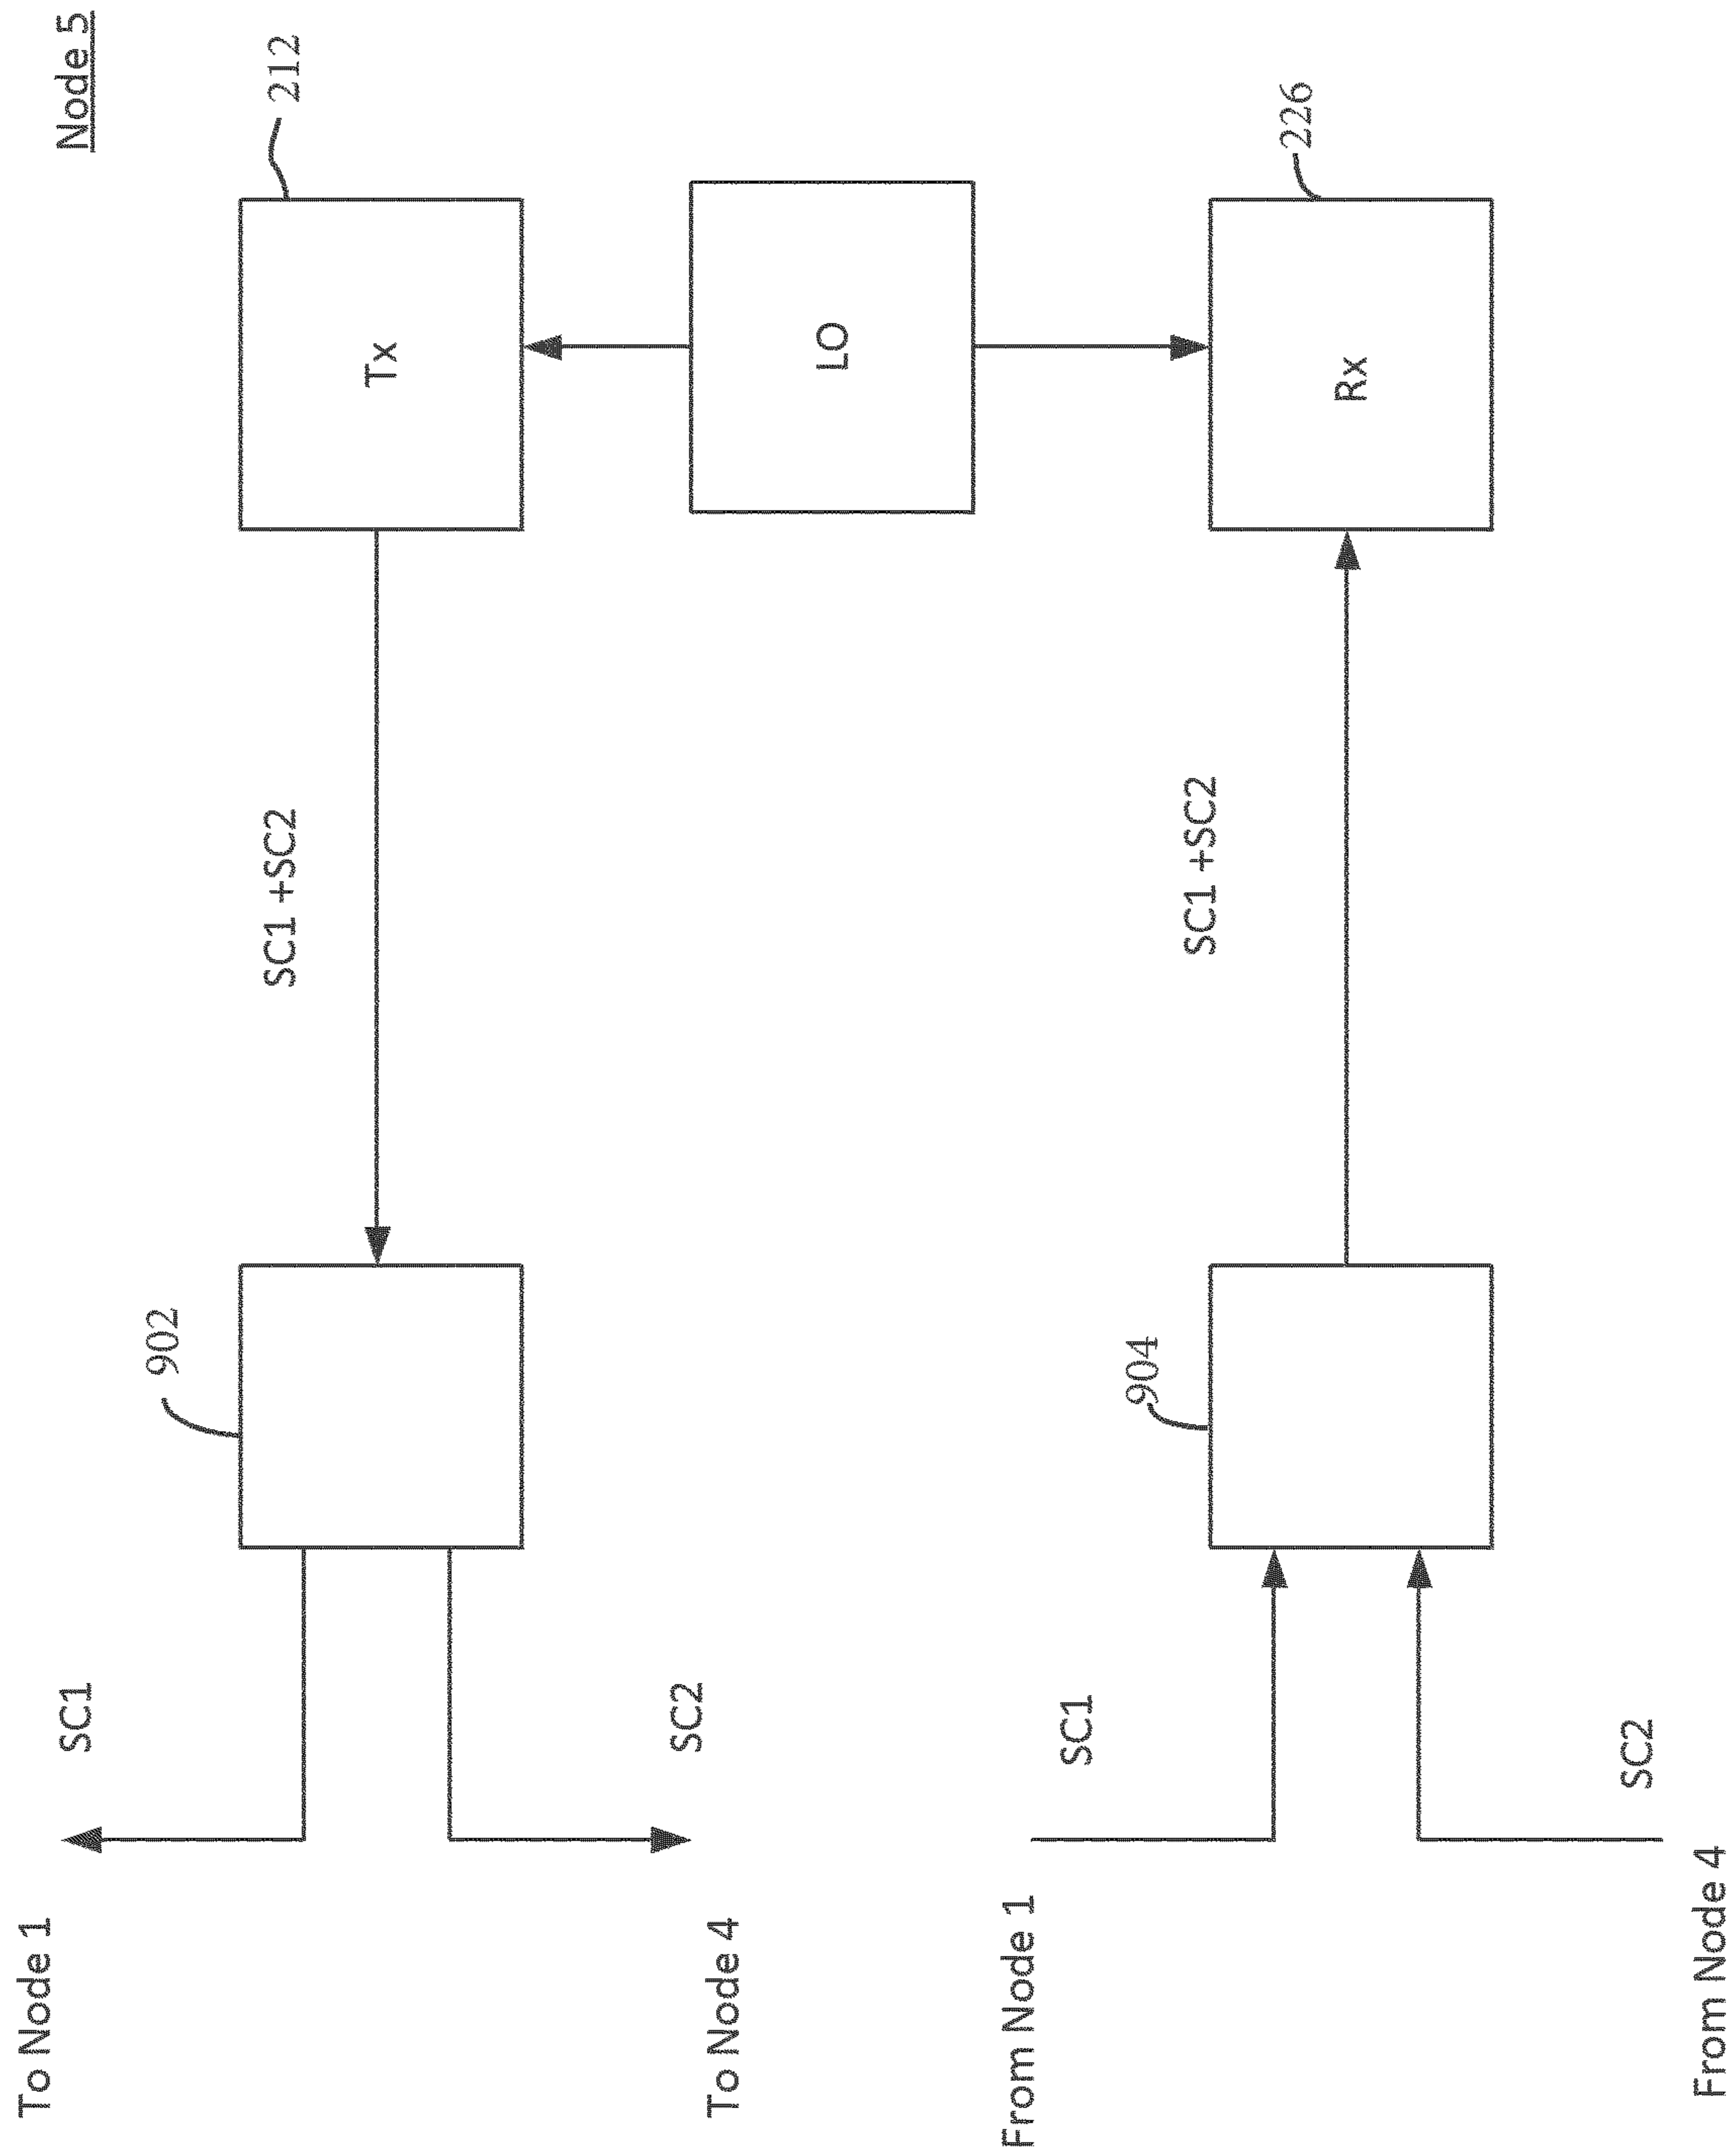 Node 5
212
Tx
SC1 +SC2
902
SC1
To Node 1
SC2
To Node 4
LO
226
Rx
SC1 +SC2
904
SC1
From Node 1
SC2
From Node 4